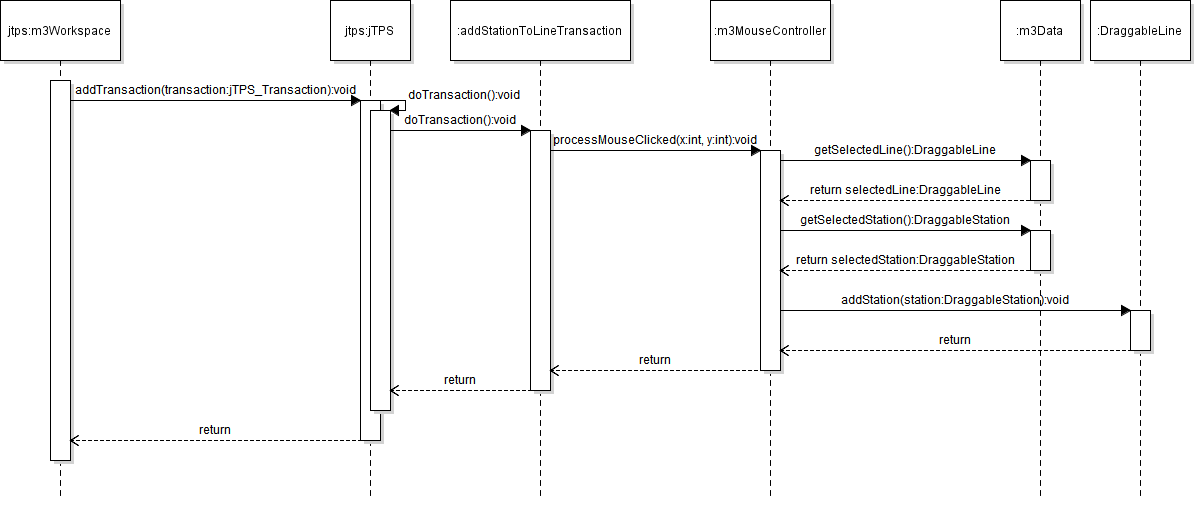 jtps:m3Workspace
jtps:jTPS
:addStationToLineTransaction
:m3MouseController
:m3Data
:DraggableLine
addTransaction(transaction:jTPS_Transaction):void
doTransaction():void
doTransaction():void
processMouseClicked(x:int, y:int):void
getSelectedLine():DraggableLine
return selectedLine:DraggableLine
getSelectedStation():DraggableStation
return selectedStation:DraggableStation
addStation(station:DraggableStation):void
return
return
return
return